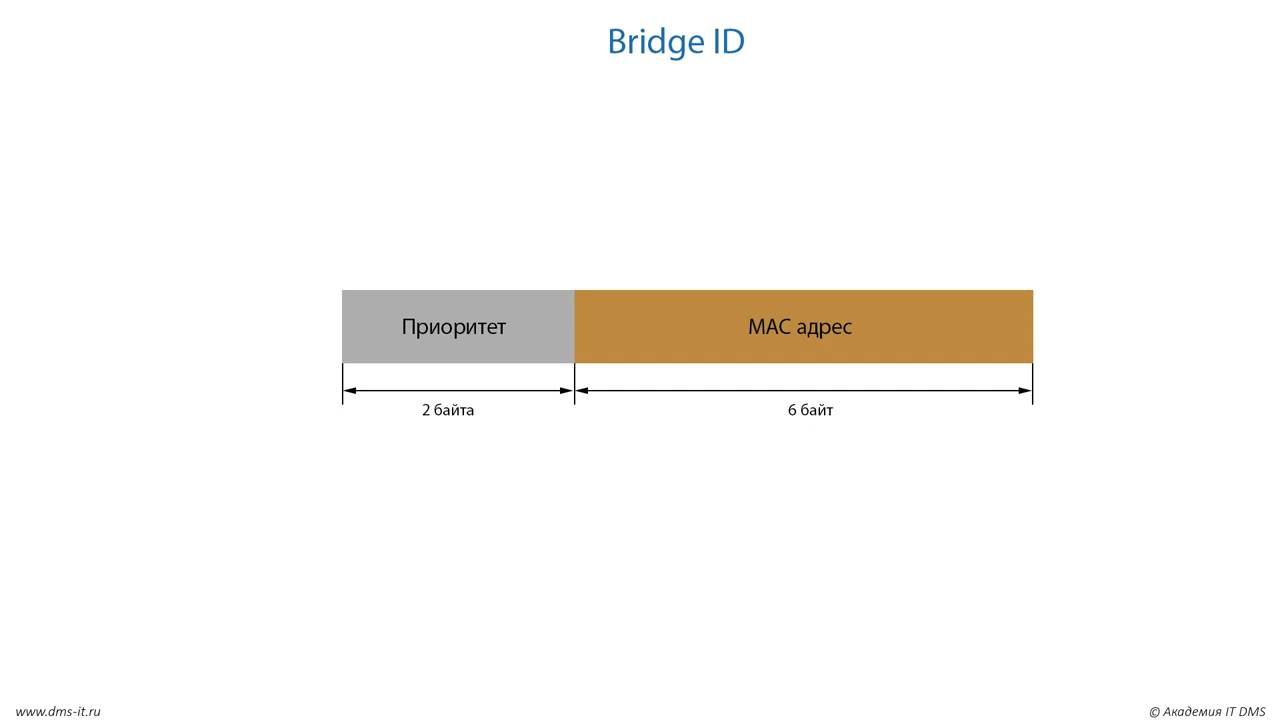 Bridge ID
Приоритет
MAC адрес
2 байта
6 байт
www.dms-it.ru
© Академия IT DMS